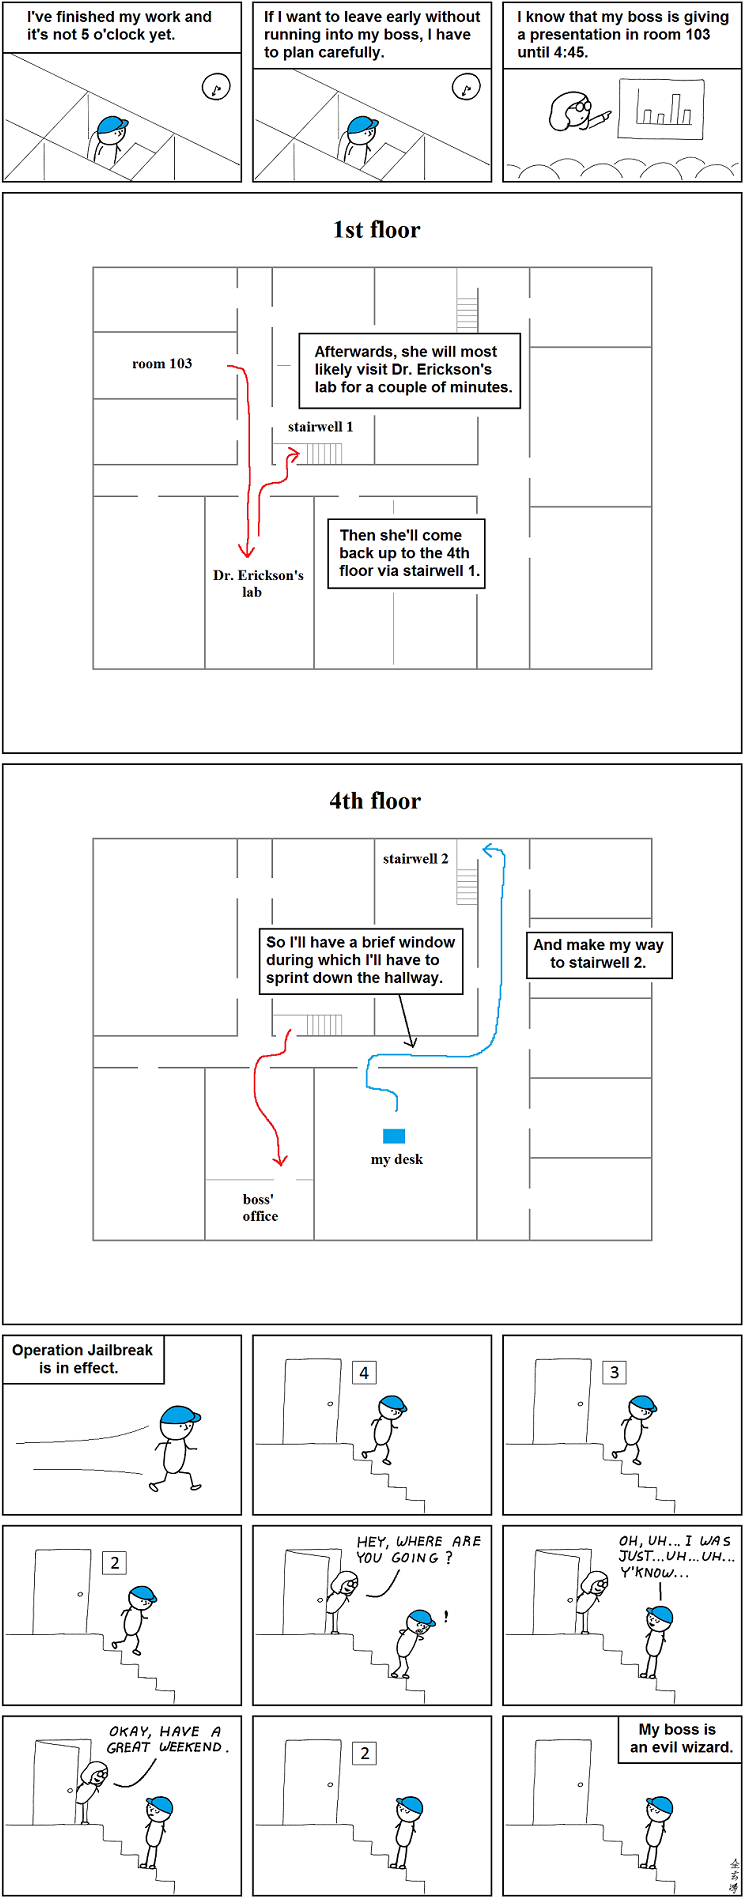 I've finished my work and
it's not 5 o'clock yet.
If I want to leave early without
running into my boss, I have
to plan carefully.
I know that my boss is giving
a presentation in room 103
until 4:45.
1st floor
room 103
Afterwards, she will most
likely visit Dr. Erickson's
lab for a couple of minutes.
stairwell 1
Then she'll come
back up to the 4th
floor via stairwell 1.
Dr. Erickson's
lab
4th floor
stairwell 2
So I'll have a brief window
during which I'll have to
sprint down the hallway.
And make my way
to stairwell 2.
my desk
boss'
office
Operation Jailbreak
is in effect.
4
3
2
HEY, WHERE ARE
YOU GOING?
!
OH, UH... I WAS
JUST...UH...UH...
Y'KNOW...
OKAY, HAVE A
GREAT WEEKEND.
2
My boss is
an evil wizard.